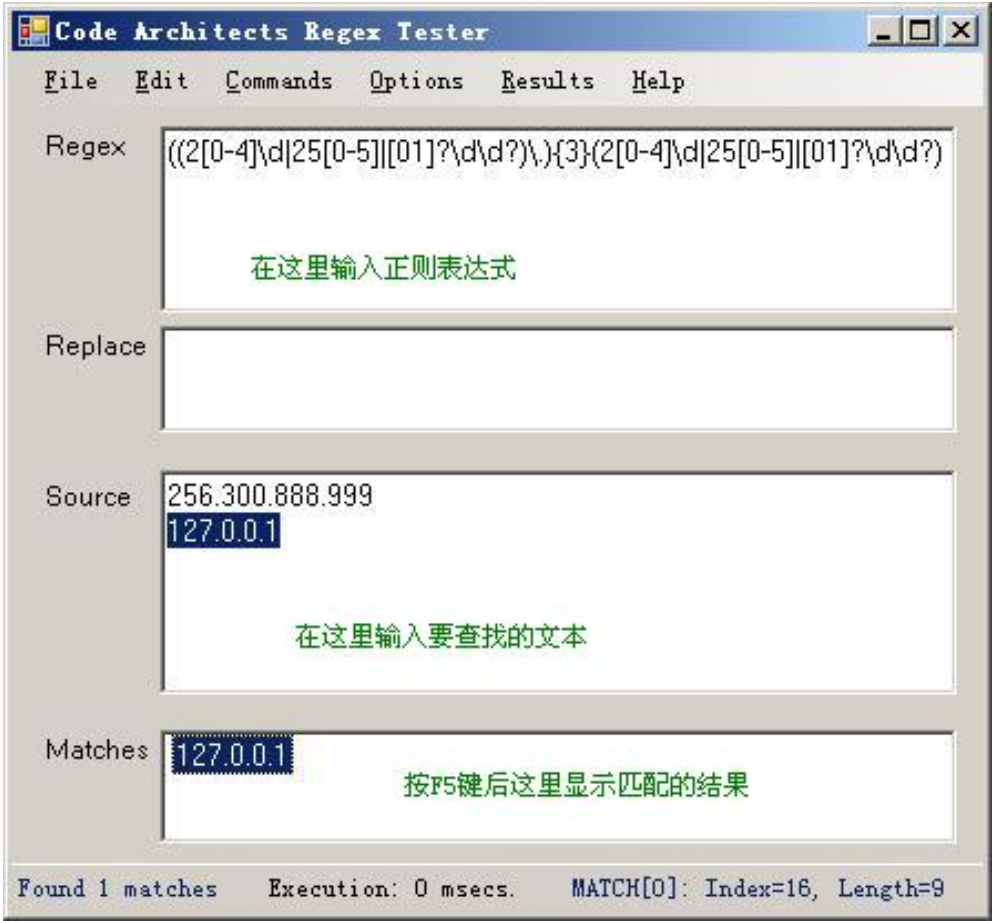 Code Architects Regex Tester
File Edit Commands Options Results Help
Regex
((2[0-4]\d|25[0-5]|[01]?\d\d?)\.){3}(2[0-4]\d|25[0-5]|[01]?\d\d?)
在这里输入正则表达式
Replace
Source
256.300.888.999
127.0.0.1
在这里输入要查找的文本
Matches
127.0.0.1
按F5键后这里显示匹配的结果
Found 1 matches Execution: 0 msecs. MATCH[0]: Index=16, Length=9